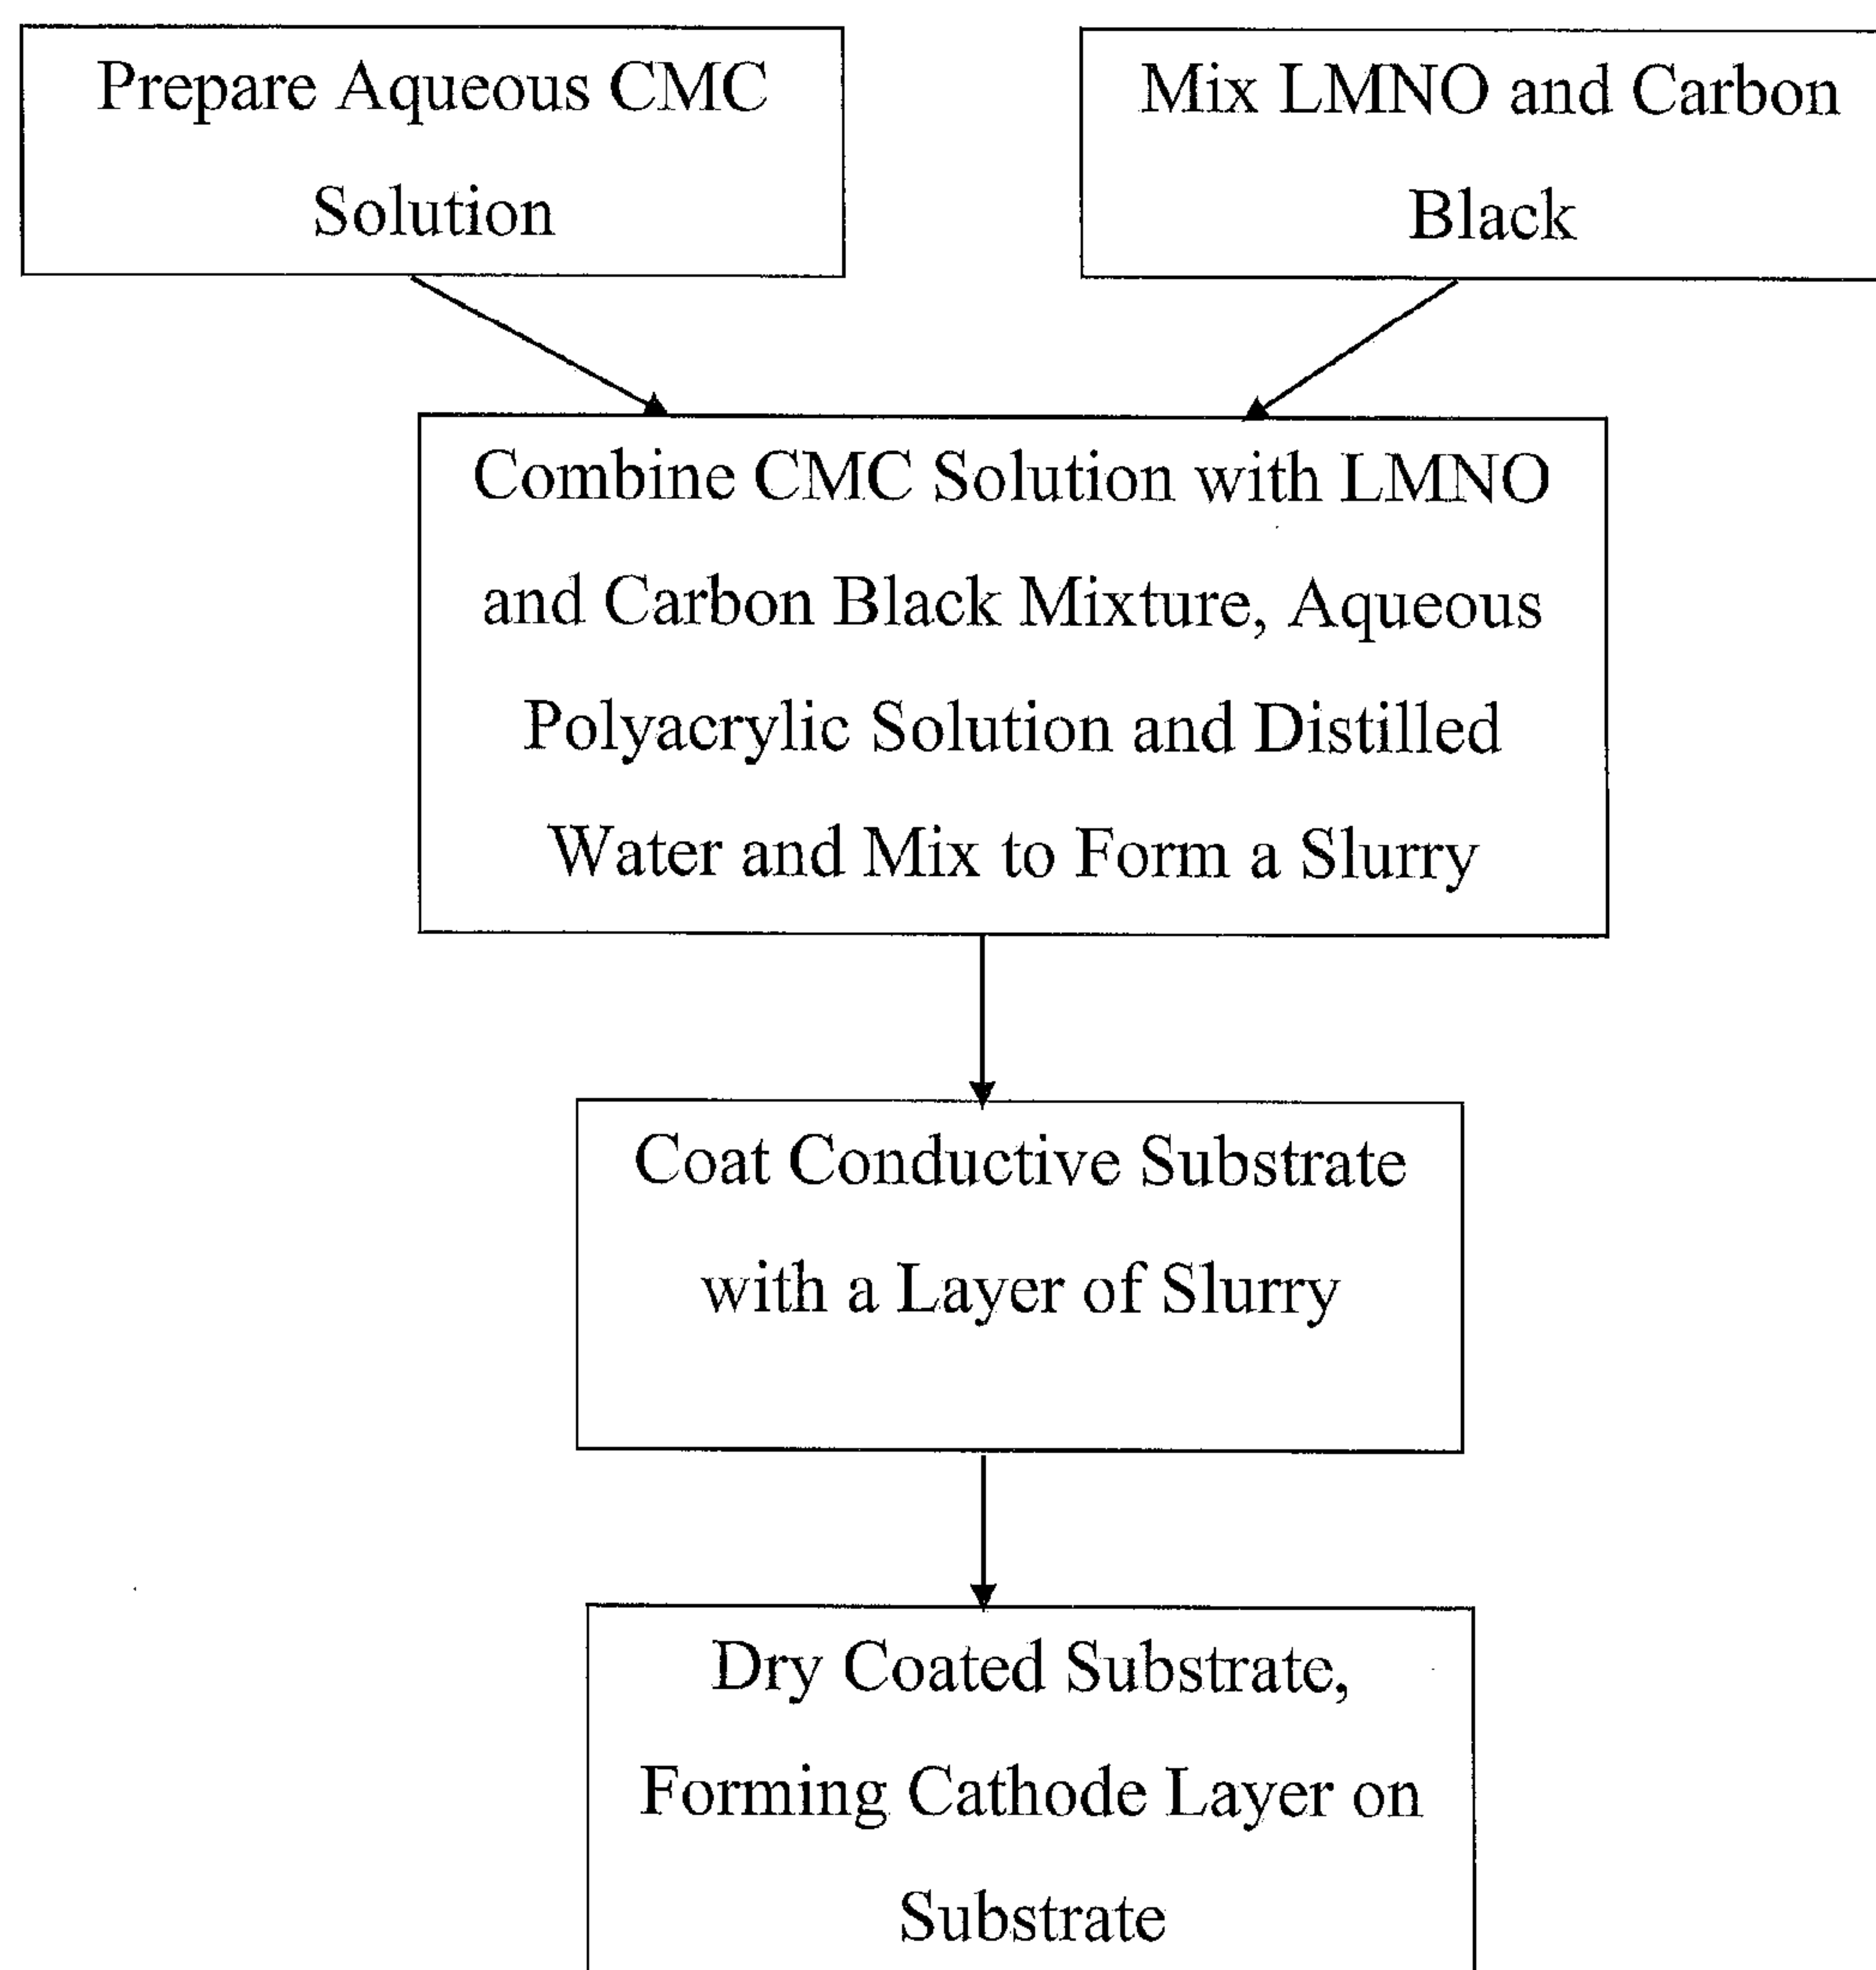 Prepare Aqueous CMC
Solution
Mix LMNO and Carbon
Black
Combine CMC Solution with LMNO
and Carbon Black Mixture, Aqueous
Polyacrylic Solution and Distilled
Water and Mix to Form a Slurry
Coat Conductive Substrate
with a Layer of Slurry
Dry Coated Substrate,
Forming Cathode Layer on
Substrate